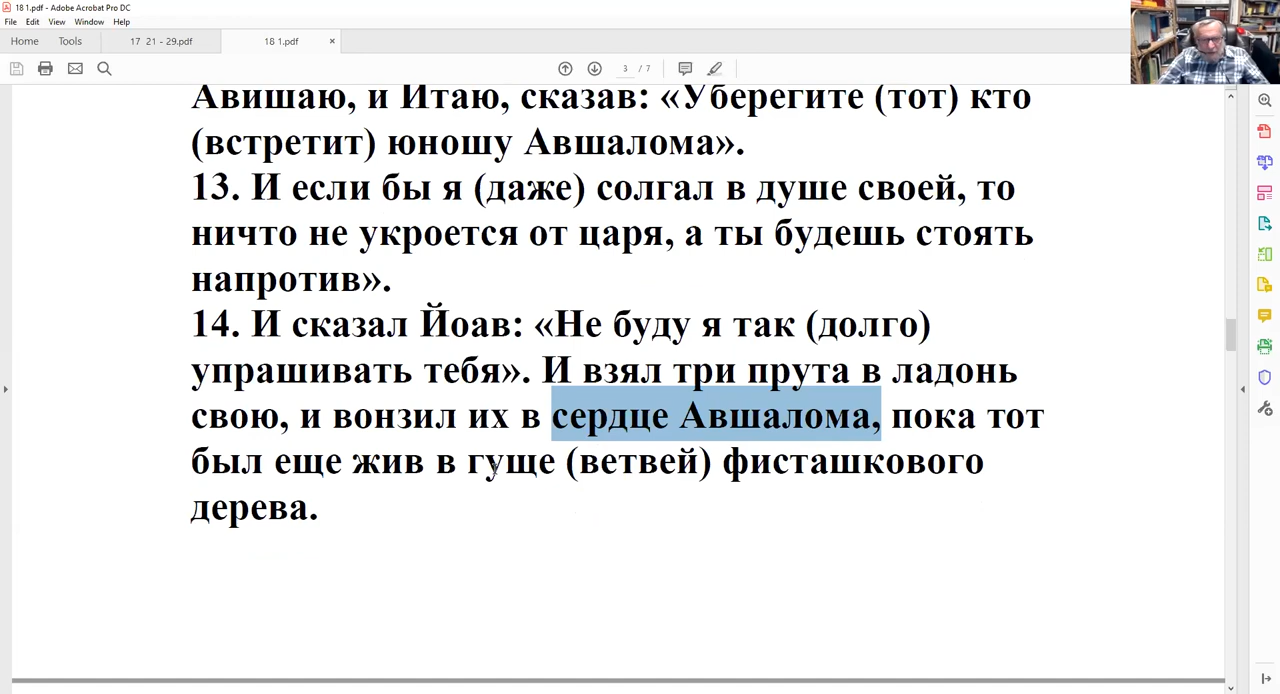 18 1.pdf - Adobe Acrobat Pro DC
File Edit View Window Help
Home Tools 17 21 - 29.pdf 18 1.pdf ×
3 / 7
Авишаю, и Итаю, сказав: «Уберегите (тот) кто
(встретит) юношу Авшалома».
13. И если бы я (даже) солгал в душе своей, то
ничто не укроется от царя, а ты будешь стоять
напротив».
14. И сказал Йоав: «Не буду я так (долго)
упрашивать тебя». И взял три прута в ладонь
свою, и вонзил их в сердце Авшалома, пока тот
был еще жив в гуще (ветвей) фисташкового
дерева.